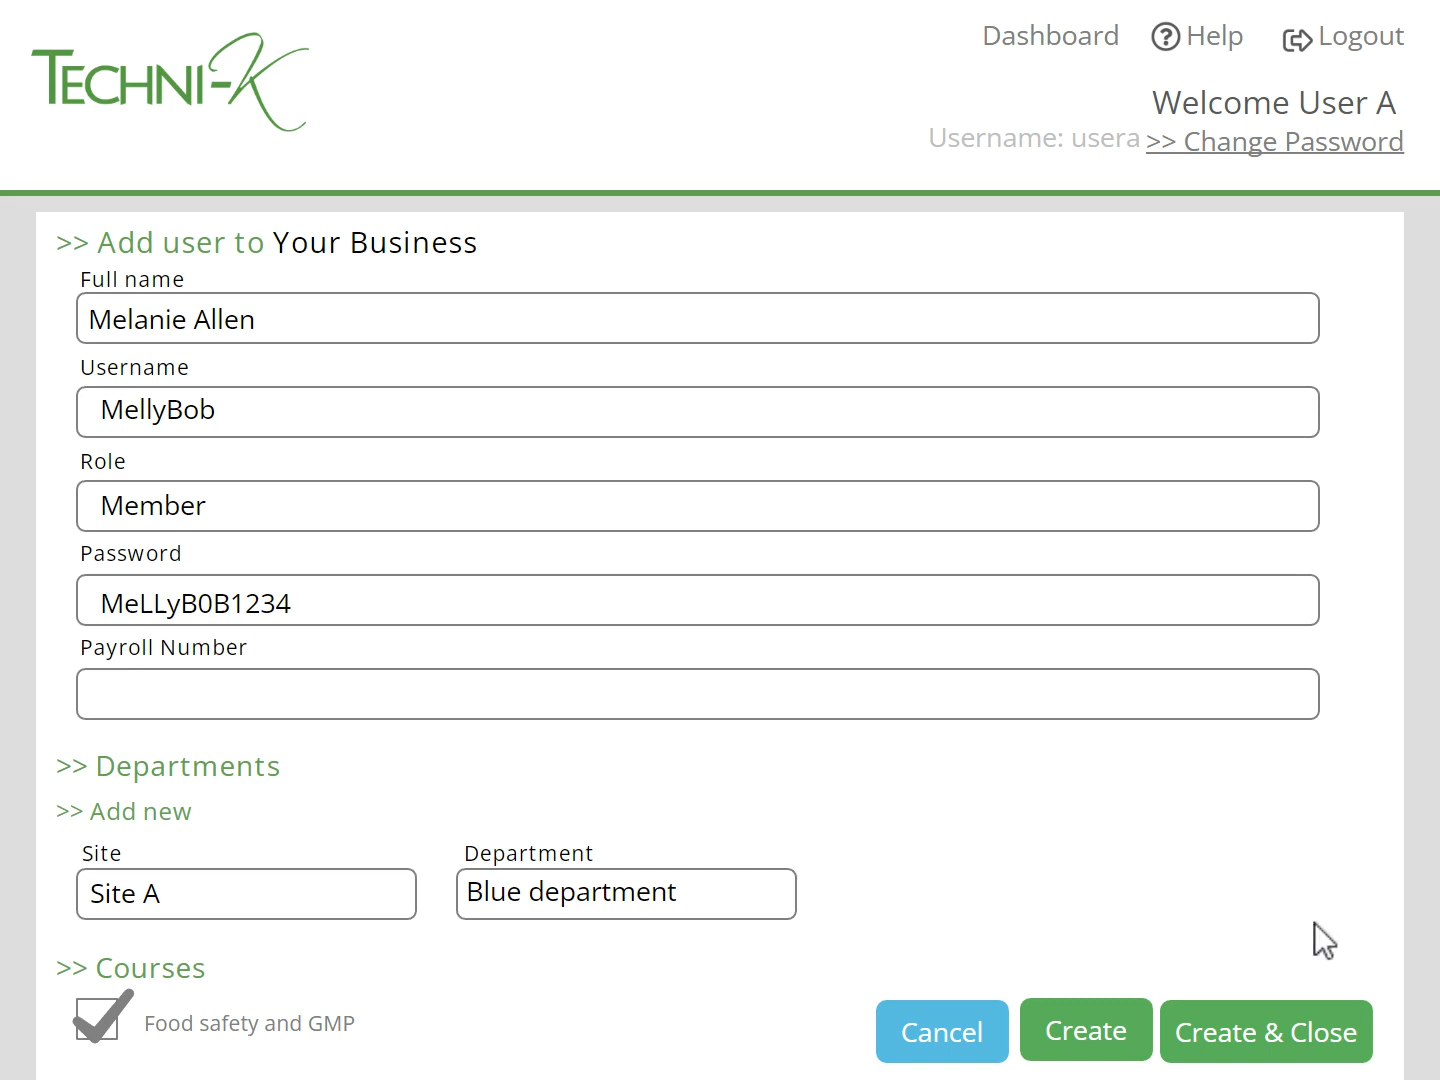 TECHNI-K
Dashboard Help Logout
Welcome User A
Username: usera >> Change Password
>> Add user to Your Business
Full name
Melanie Allen
Username
MellyBob
Role
Member
Password
MeLLyB0B1234
Payroll Number
>> Departments
>> Add new
Site Department
Site A Blue department
>> Courses
Food safety and GMP
Cancel Create Create & Close